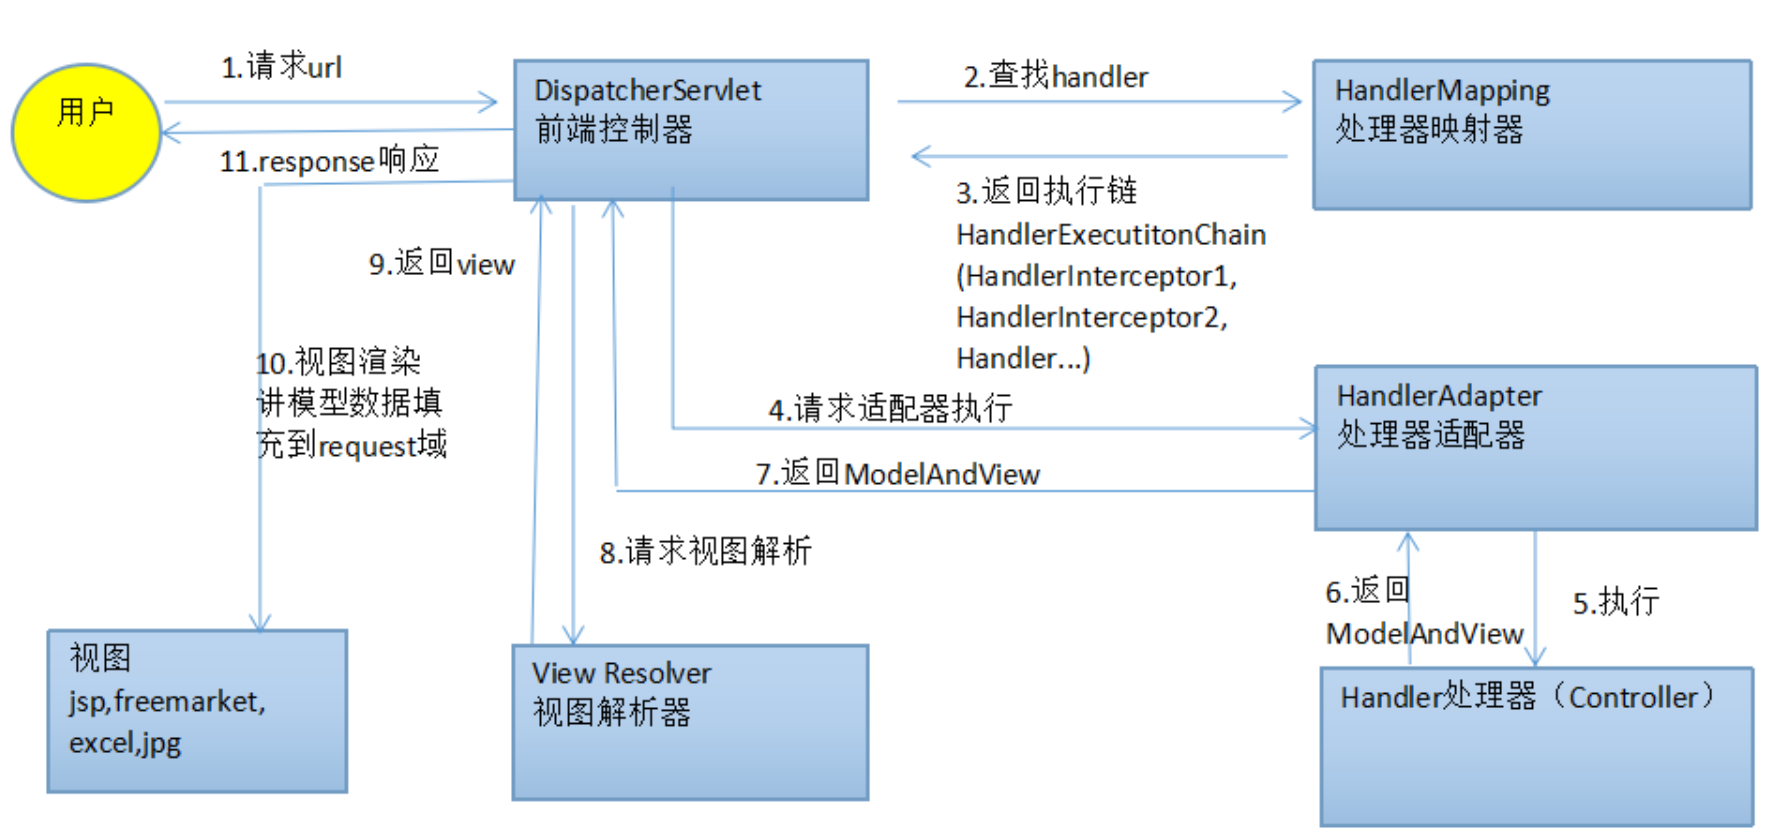 1.请求url
用户
DispatcherServlet
前端控制器
2.查找handler
HandlerMapping
处理器映射器
11.response响应
3.返回执行链
HandlerExecutitonChain
(HandlerInterceptor1,
HandlerInterceptor2,
Handler...)
9.返回view
10.视图渲染
讲模型数据填
充到request域
4.请求适配器执行
HandlerAdapter
处理器适配器
7.返回ModelAndView
8.请求视图解析
6.返回
ModelAndView
5.执行
视图
jsp,freemarket,
excel,jpg
View Resolver
视图解析器
Handler处理器（Controller）